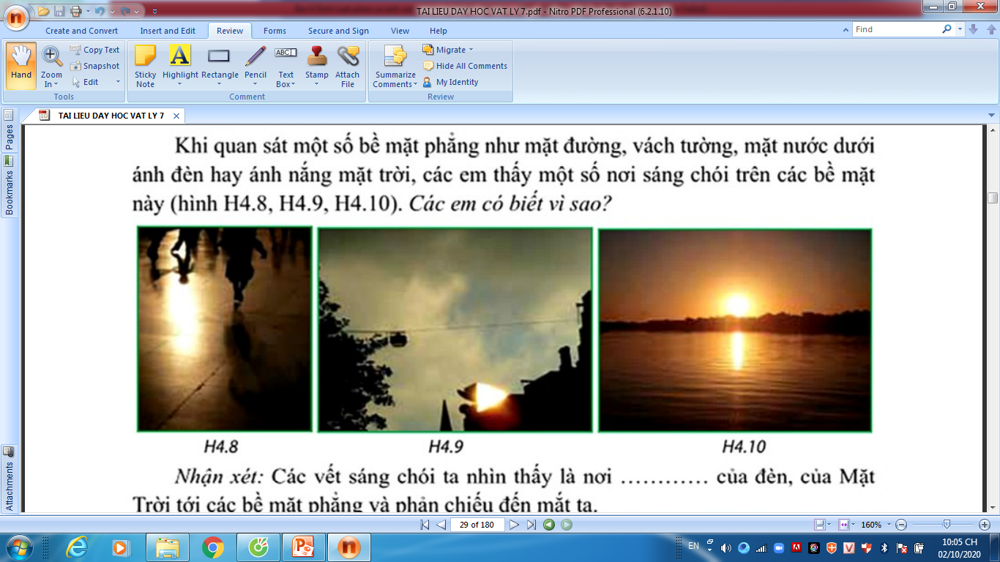 TAI LIEU DAY HOC VAT LY 7.pdf - Nitro PDF Professional (6.2.1.10)
Create and Convert Insert and Edit Review Forms Secure and Sign View Help Find
Hand Zoom In Copy Text Snapshot Edit
Sticky Note Highlight Rectangle Pencil Text Box Stamp Attach File
Summarize Comments Migrate Hide All Comments My Identity
Tools Comment Review
TAI LIEU DAY HOC VAT LY 7
Pages
Bookmarks
Attachments
Khi quan sát một số bề mặt phẳng như mặt đường, vách tường, mặt nước dưới
ánh đèn hay ánh nắng mặt trời, các em thấy một số nơi sáng chói trên các bề mặt
này (hình H4.8, H4.9, H4.10). Các em có biết vì sao?
H4.8 H4.9 H4.10
Nhận xét: Các vết sáng chói ta nhìn thấy là nơi ………… của đèn, của Mặt
Trời tới các bề mặt phẳng và phản chiếu đến mắt ta.
29 of 180 160%
EN 10:05 CH
02/10/2020